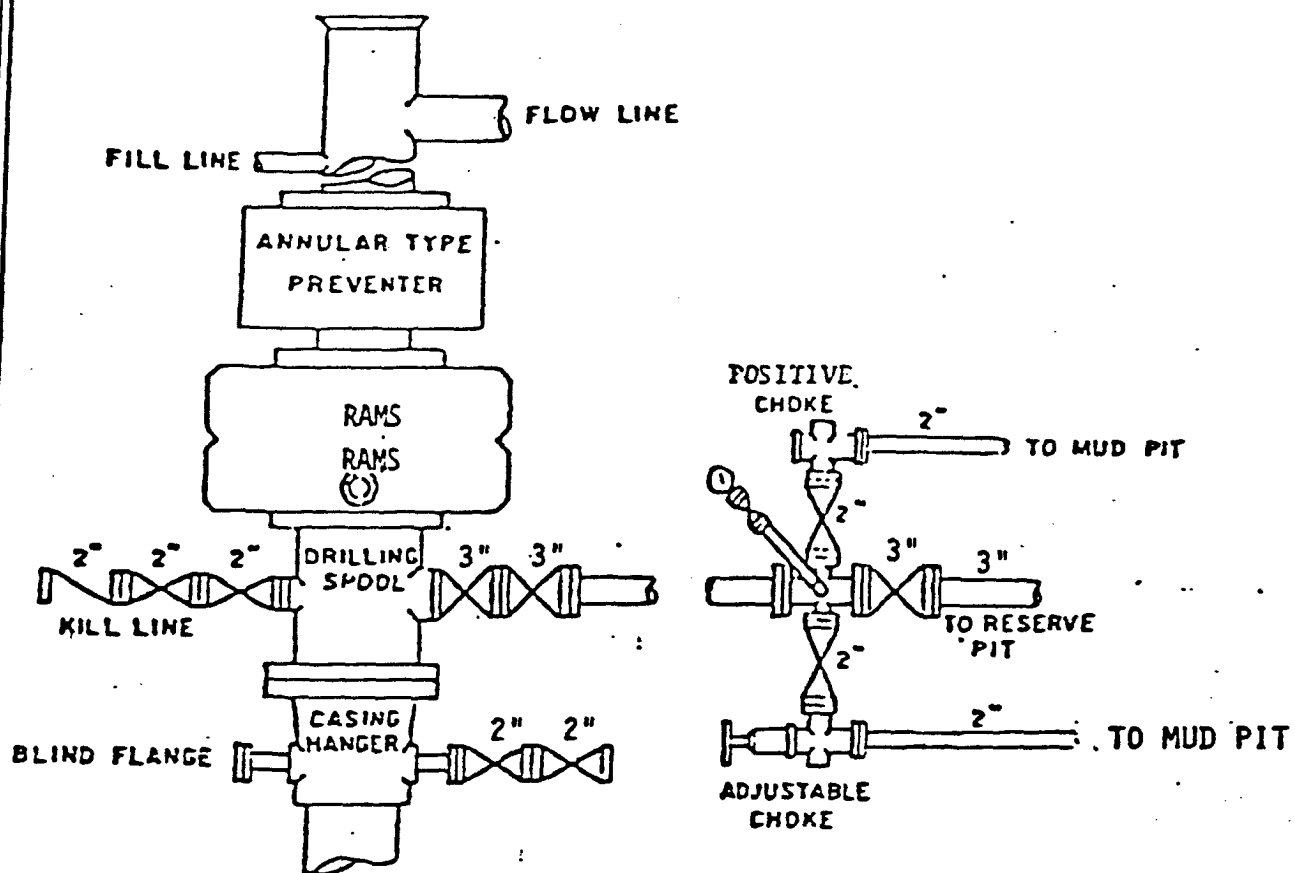 FLOW LINE
FILL LINE
ANNULAR TYPE
PREVENTER
RAMS
RAMS
POSITIVE
CHOKE
2"
TO MUD PIT
2"
2" 2" 2"
DRILLING
SPOOL
3" 3"
3" 3"
KILL LINE
TO RESERVE
PIT
2"
CASING
HANGER
2" 2"
BLIND FLANGE
2"
TO MUD PIT
ADJUSTABLE
CHOKE